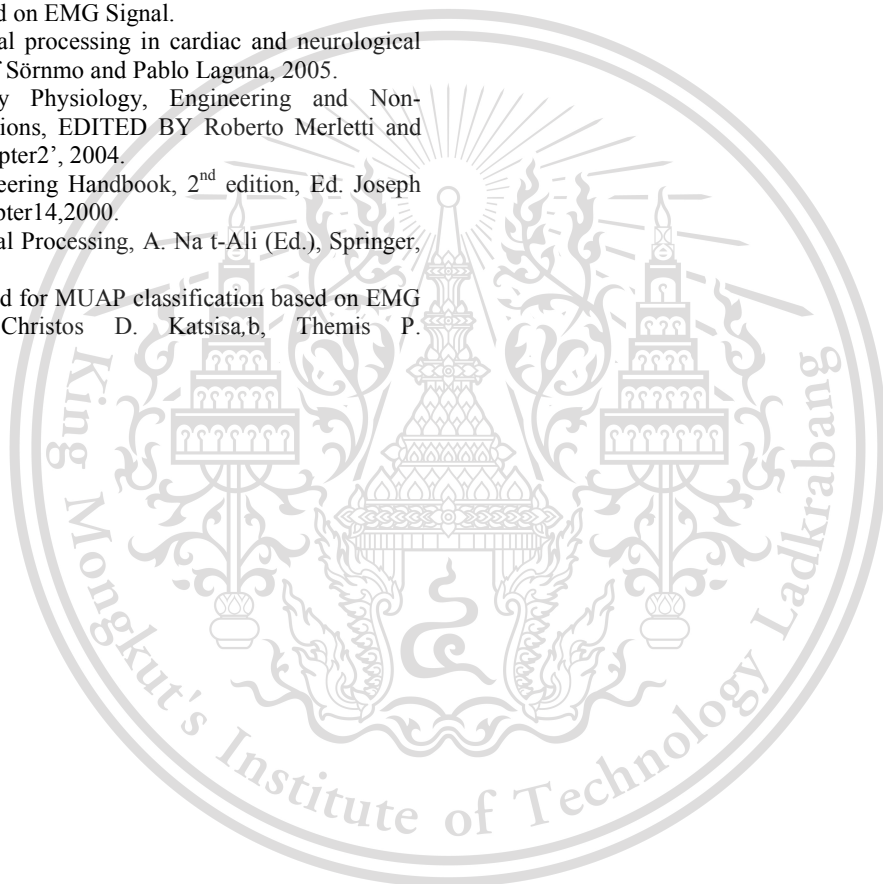 d on EMG Signal.
al processing in cardiac and neurological
f Sörnmo and Pablo Laguna, 2005.
y Physiology, Engineering and Non-
ions, EDITED BY Roberto Merletti and
pter2’, 2004.
eering Handbook, 2nd edition, Ed. Joseph
pter14,2000.
al Processing, A. Na t-Ali (Ed.), Springer,
d for MUAP classification based on EMG
Christos D. Katsisa,b, Themis P.
King Mongkut's Institute of Technology Ladkrabang